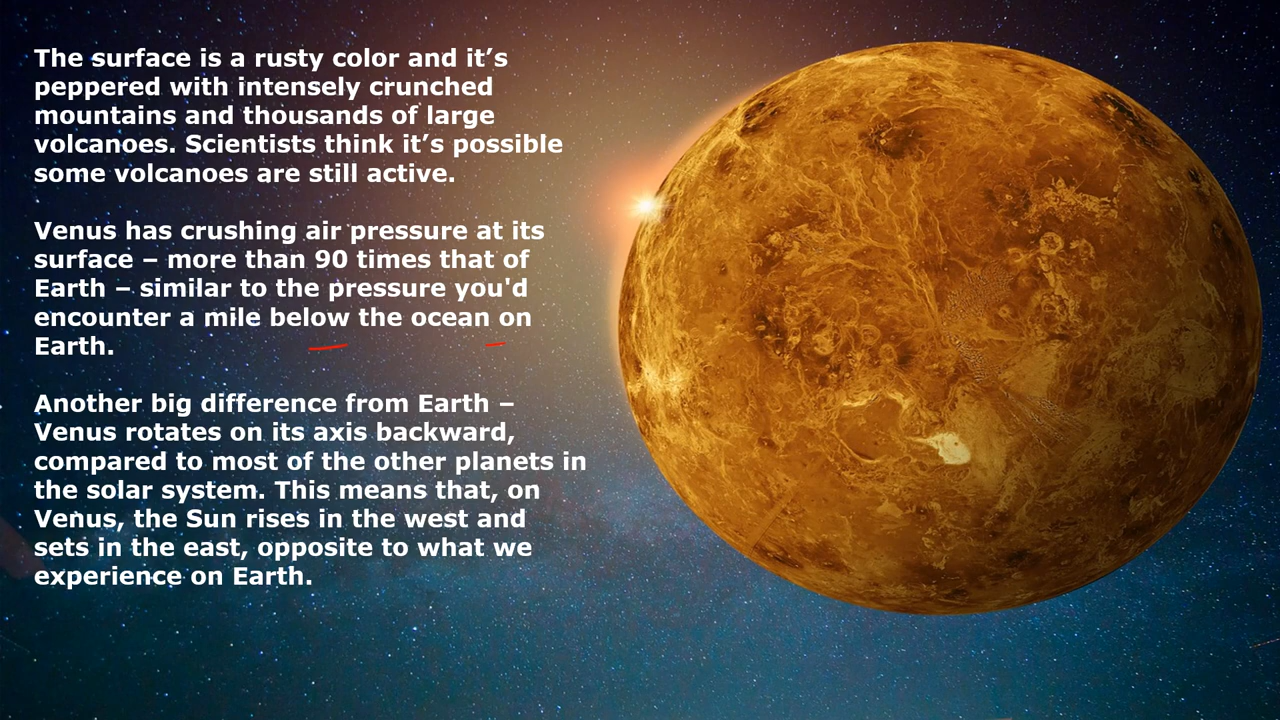 The surface is a rusty color and it’s
peppered with intensely crunched
mountains and thousands of large
volcanoes. Scientists think it’s possible
some volcanoes are still active.
Venus has crushing air pressure at its
surface – more than 90 times that of
Earth – similar to the pressure you'd
encounter a mile below the ocean on
Earth.
Another big difference from Earth –
Venus rotates on its axis backward,
compared to most of the other planets in
the solar system. This means that, on
Venus, the Sun rises in the west and
sets in the east, opposite to what we
experience on Earth.